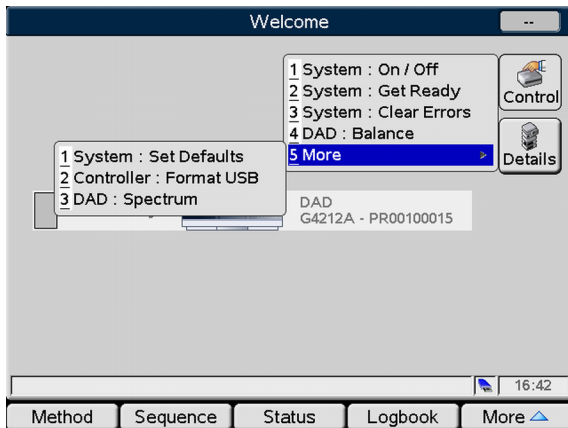 Welcome
--
1 System : On / Off
2 System : Get Ready
3 System : Clear Errors
4 DAD : Balance
5 More
Control
Details
1 System : Set Defaults
2 Controller : Format USB
3 DAD : Spectrum
DAD
G4212A - PR00100015
16:42
Method
Sequence
Status
Logbook
More